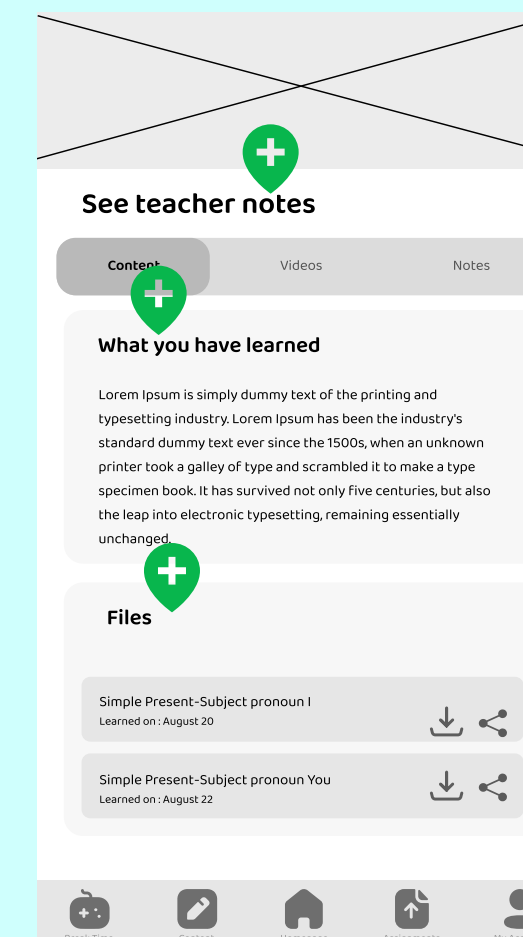 See teacher notes
Content
Videos
Notes
What you have learned
Lorem Ipsum is simply dummy text of the printing and
typesetting industry. Lorem Ipsum has been the industry's
standard dummy text ever since the 1500s, when an unknown
printer took a galley of type and scrambled it to make a type
specimen book. It has survived not only five centuries, but also
the leap into electronic typesetting, remaining essentially
unchanged.
Files
Simple Present-Subject pronoun I
Learned on : August 20
Simple Present-Subject pronoun You
Learned on : August 22